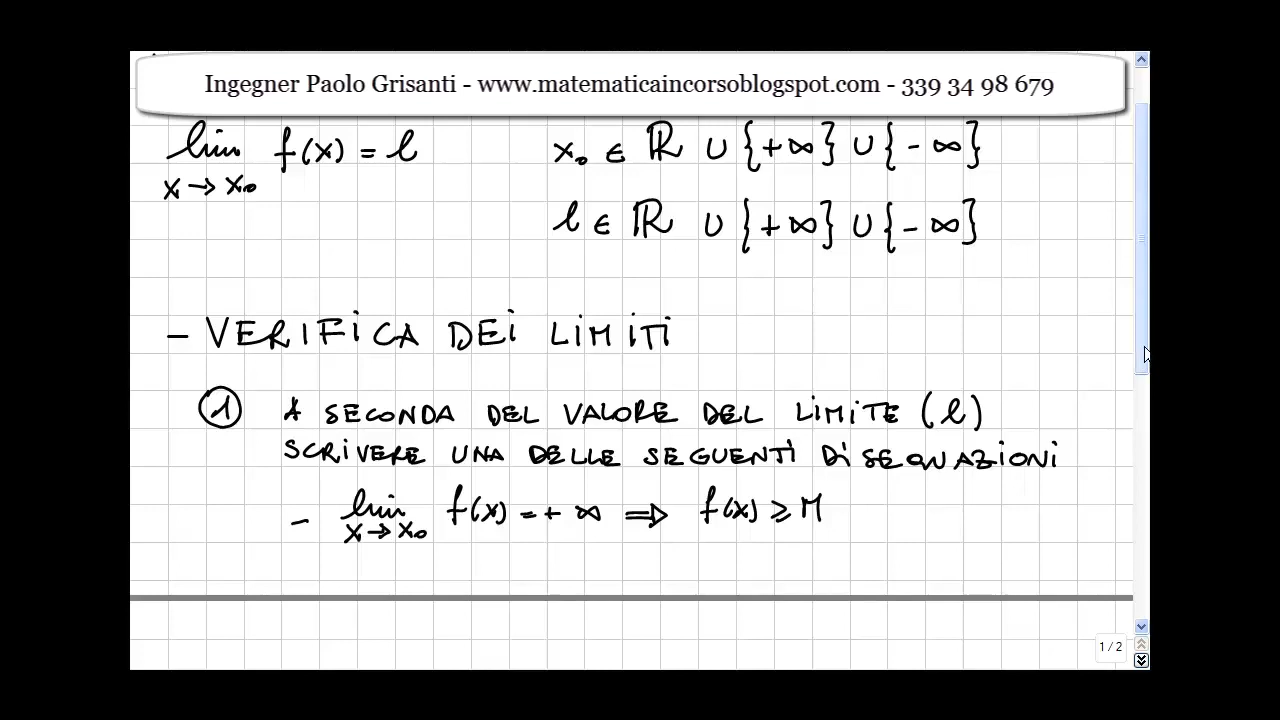 Ingegner Paolo Grisanti - www.matematicaincorsoblogspot.com - 339 34 98 679
lim f(x) = l x₀ ∈ ℝ ∪ {+∞} ∪ {-∞}
x → x₀
l ∈ ℝ ∪ {+∞} ∪ {-∞}
- VERIFICA DEI LIMITI
① A SECONDA DEL VALORE DEL LIMITE (l)
SCRIVERE UNA DELLE SEGUENTI DISEQUAZIONI
- lim f(x) = + ∞ ⇒ f(x) ≥ M
x → x₀
1 / 2